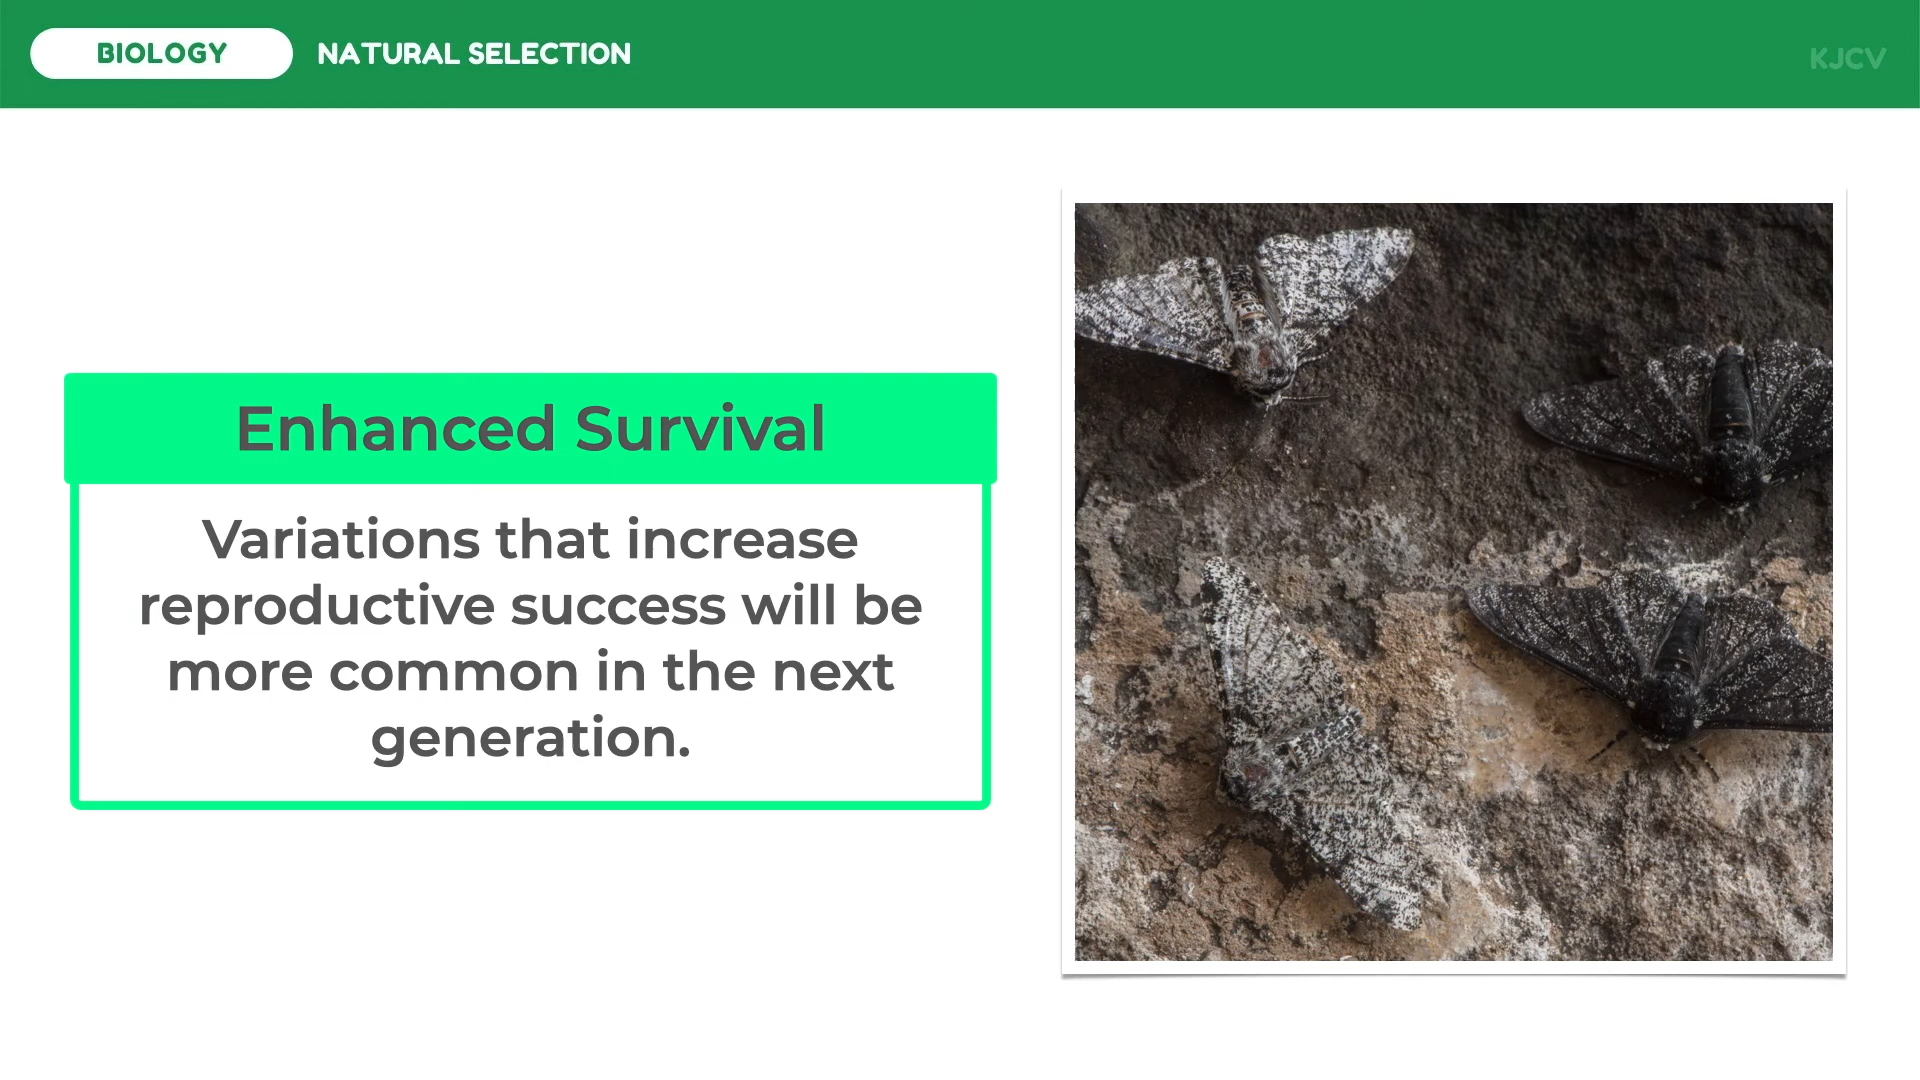 BIOLOGY
NATURAL SELECTION
KJCV
Enhanced Survival
Variations that increase
reproductive success will be
more common in the next
generation.